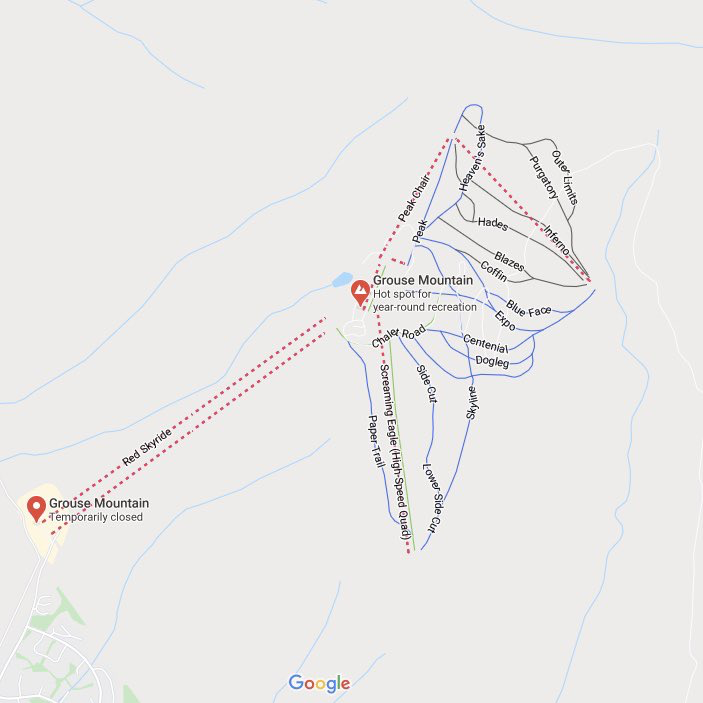 Outer Limits
Purgatory
Heaven's Sake
Peak Chair
Peak
Hades
Inferno
Blazes
Coffin
Grouse Mountain
Hot spot for
year-round recreation
Blue Face
Expo
Chalet Road
Centenial
Dogleg
Side Cut
Skyline
Screaming Eagle (High Speed Quad)
Paper Trail
Red Skyride
Lower Side Cut
Grouse Mountain
Temporarily closed
Google